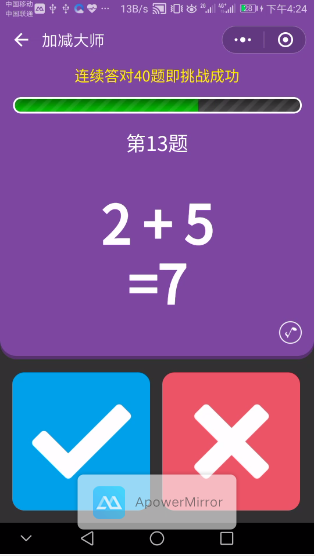 中国移动
中国联通
13B/s
下午4:24
加减大师
连续答对40题即挑战成功
第13题
2 + 5
=7
ApowerMirror